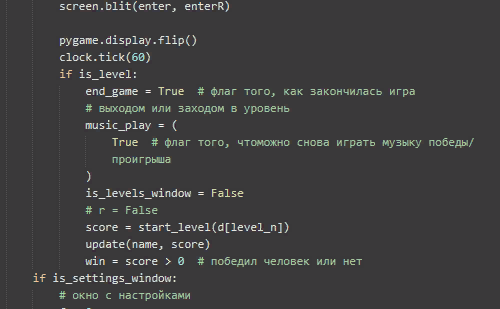 screen.blit(enter, enterR)
pygame.display.flip()
clock.tick(60)
if is_level:
end_game = True  # флаг того, как закончилась игра
# выходом или заходом в уровень
music_play = (
True  # флаг того, чтоможно снова играть музыку победы/
проигрыша
)
is_levels_window = False
# r = False
score = start_level(d[level_n])
update(name, score)
win = score > 0  # победил человек или нет
if is_settings_window:
# окно с настройками